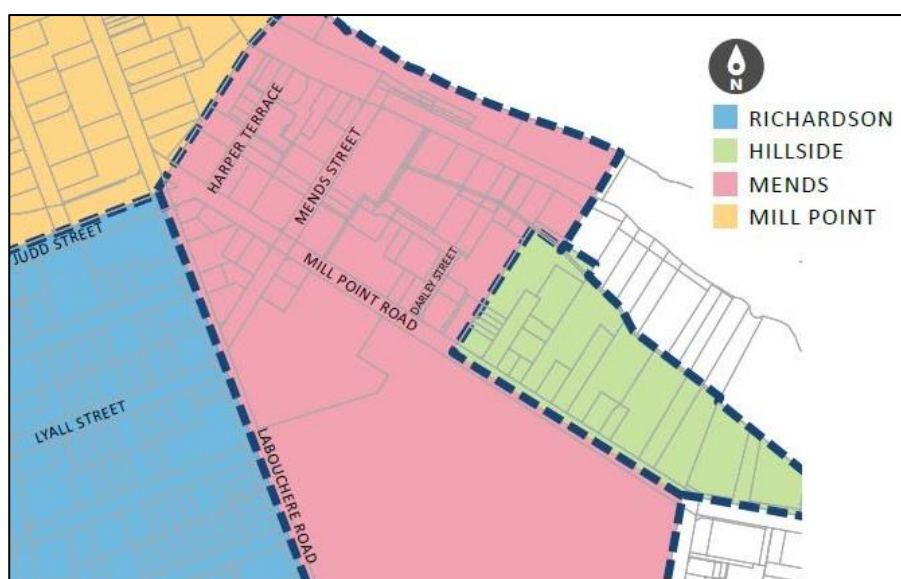 N
RICHARDSON
HILLSIDE
MENDS
MILL POINT
HARPER TERRACE
MENDS STREET
JUDD STREET
MILL POINT ROAD
DARLEY STREET
LYALL STREET
LABOUCHERE ROAD